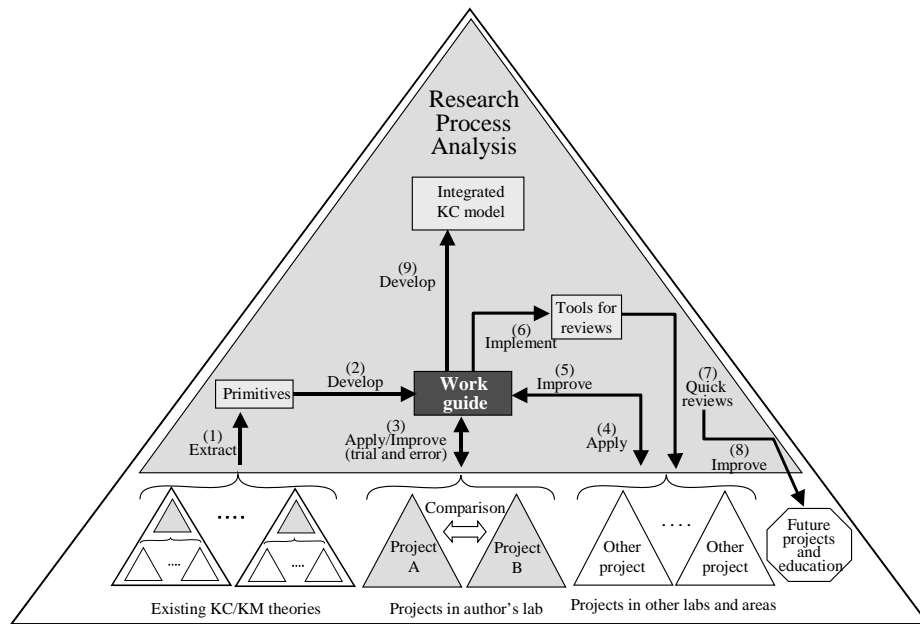 Research
Process
Analysis
Integrated
KC model
(9)
Develop
Tools for
reviews
(6)
Implement
(2)
Develop
Work
guide
(5)
Improve
(7)
Quick
reviews
Primitives
(1)
Extract
(3)
Apply/Improve
(trial and error)
(4)
Apply
(8)
Improve
....
....
....
Existing KC/KM theories
Comparison
Project
A
Project
B
Projects in author's lab
....
Other
project
Other
project
Projects in other labs and areas
Future
projects
and
education